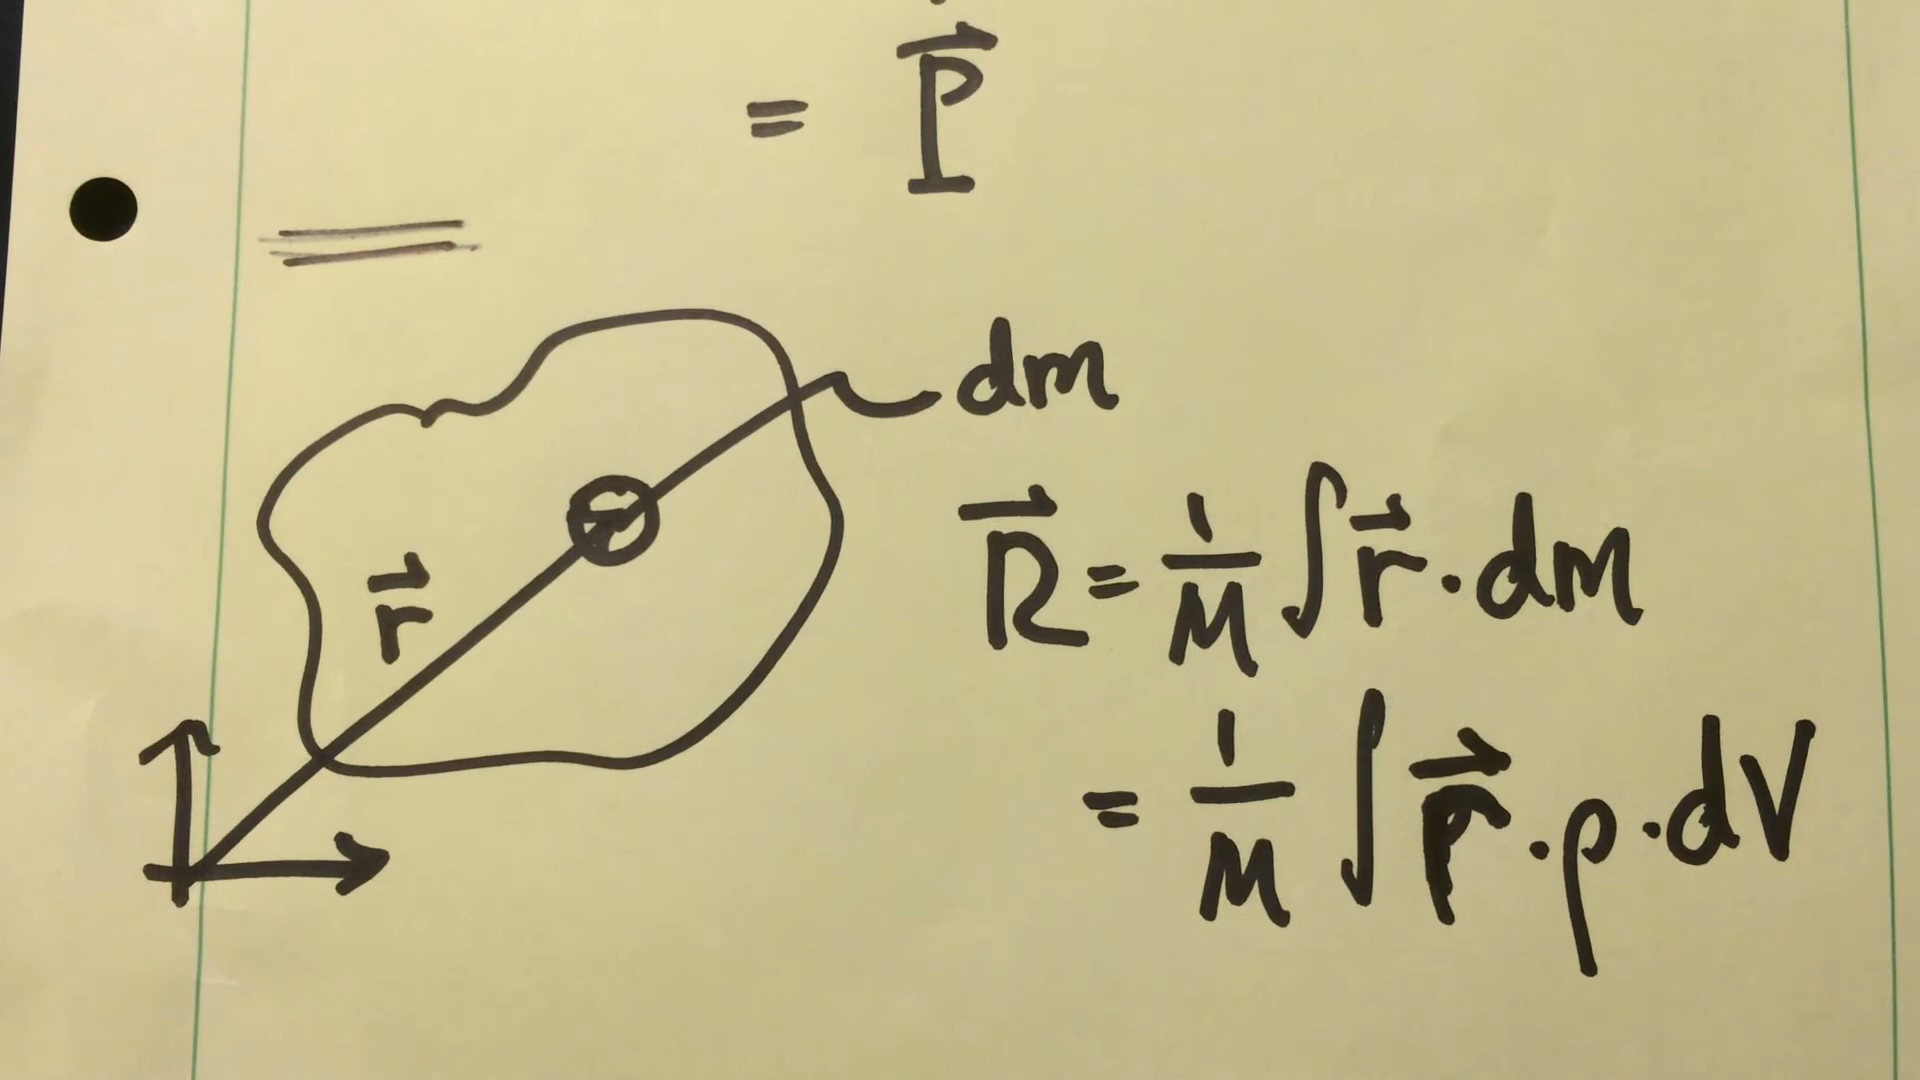 = P⃗
dm
r⃗
R⃗ = 1/M ∫ r⃗ · dm
= 1/M ∫ r⃗ · ρ · dV